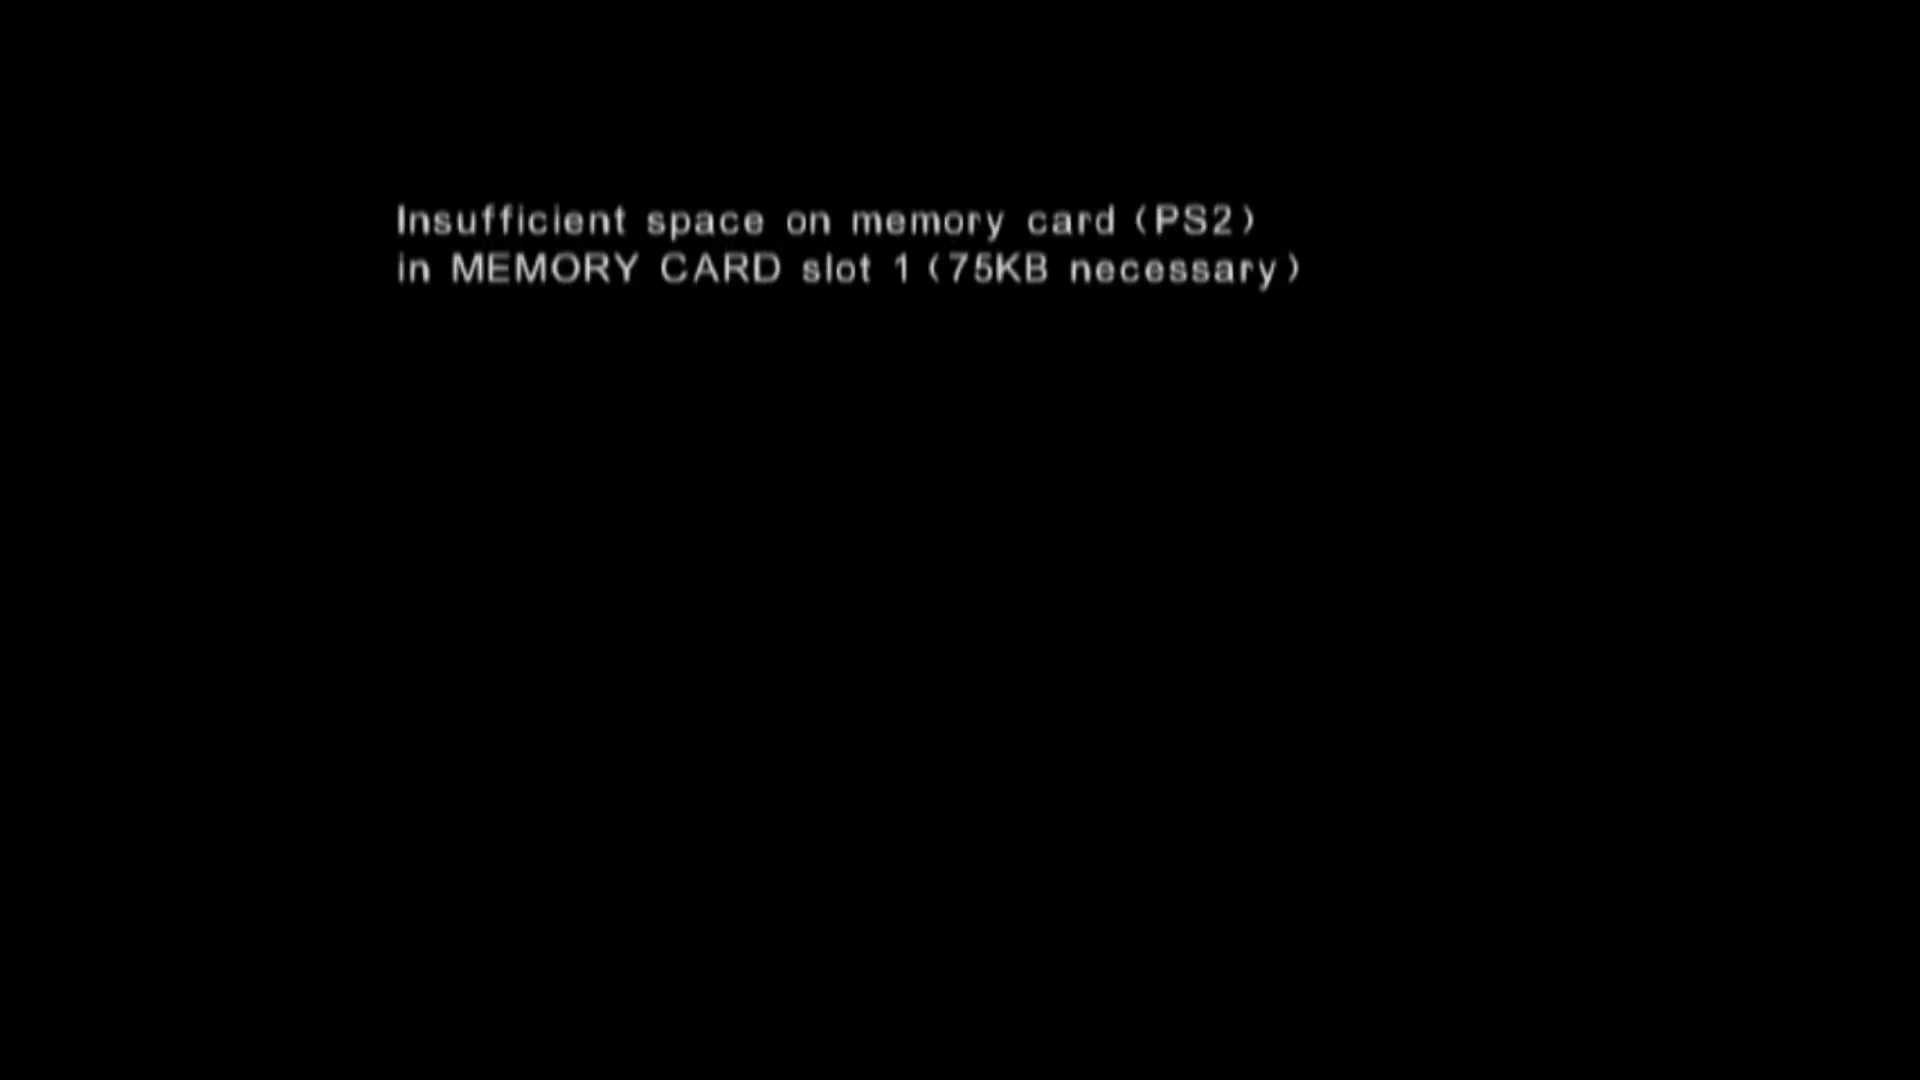 Insufficient space on memory card (PS2)
in MEMORY CARD slot 1 (75KB necessary)